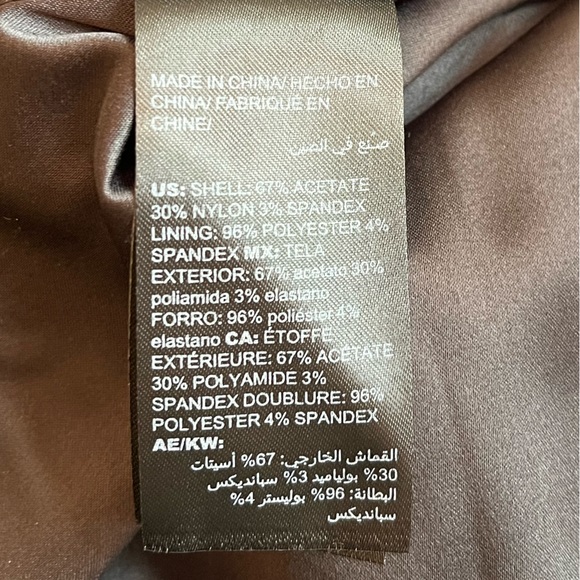 MADE IN CHINA/ HECHO EN
CHINA/ FABRIQUÉ EN
CHINE/
صنع في الصين
US: SHELL: 67% ACETATE
30% NYLON 3% SPANDEX
LINING: 96% POLYESTER 4%
SPANDEX MX: TELA
EXTERIOR: 67% acetato 30%
poliamida 3% elastano
FORRO: 96% poliéster 4%
elastano CA: ÉTOFFE
EXTÉRIEURE: 67% ACÉTATE
30% POLYAMIDE 3%
SPANDEX DOUBLURE: 96%
POLYESTER 4% SPANDEX
AE/KW:
القماش الخارجي: 67% أسيتات
30% بولياميد 3% سبانديكس
البطانة: 96% بوليستر 4%
سبانديكس